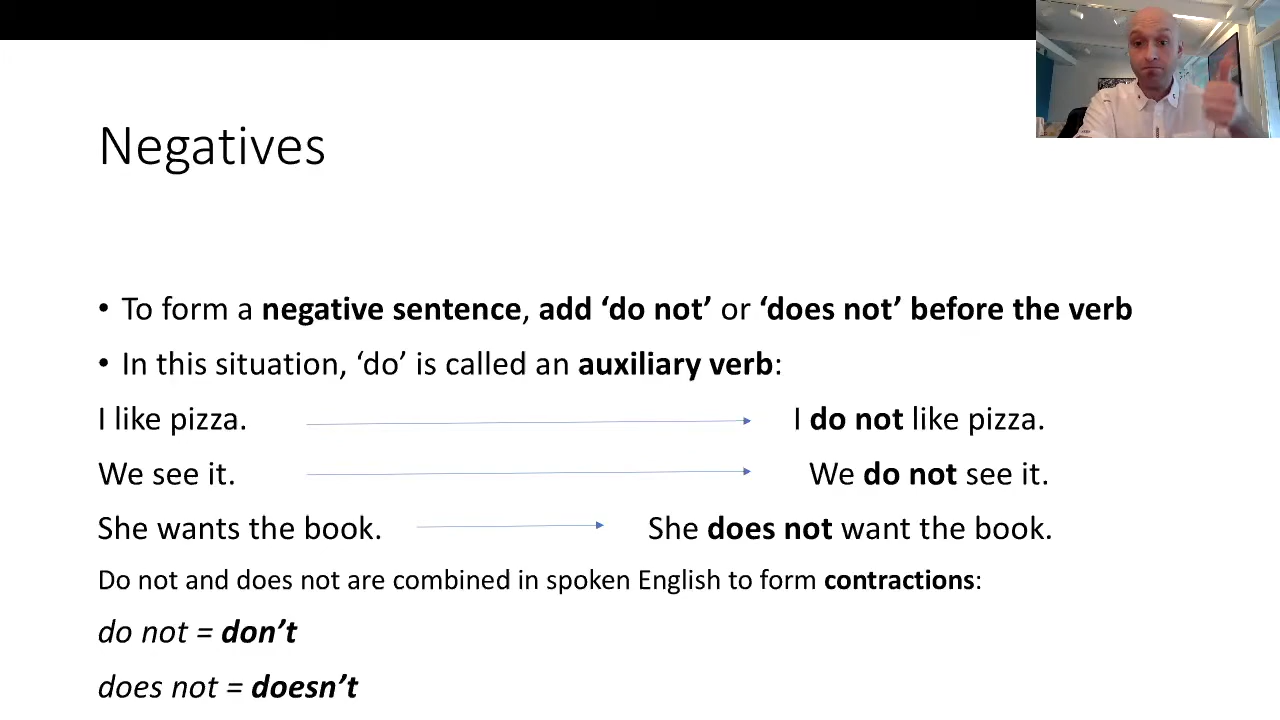 Negatives
• To form a negative sentence, add ‘do not’ or ‘does not’ before the verb
• In this situation, ‘do’ is called an auxiliary verb:
I like pizza. I do not like pizza.
We see it. We do not see it.
She wants the book. She does not want the book.
Do not and does not are combined in spoken English to form contractions:
do not = don’t
does not = doesn’t